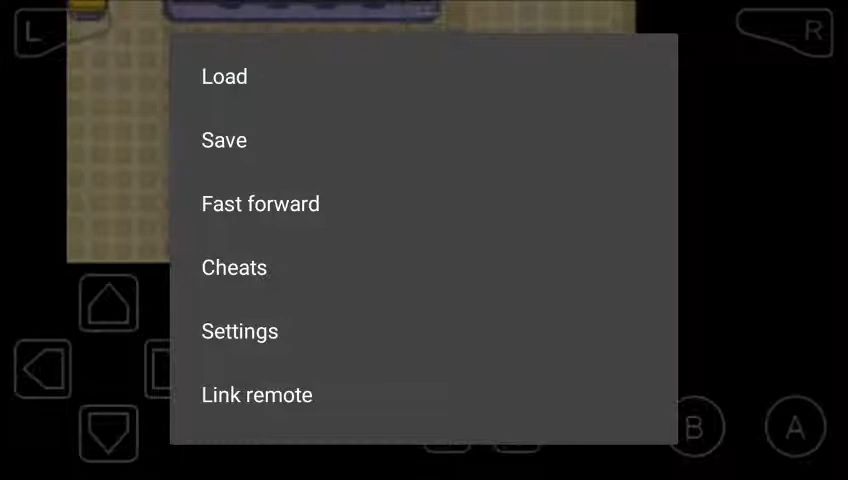 L
R
Load
Save
Fast forward
Cheats
Settings
Link remote
B
A